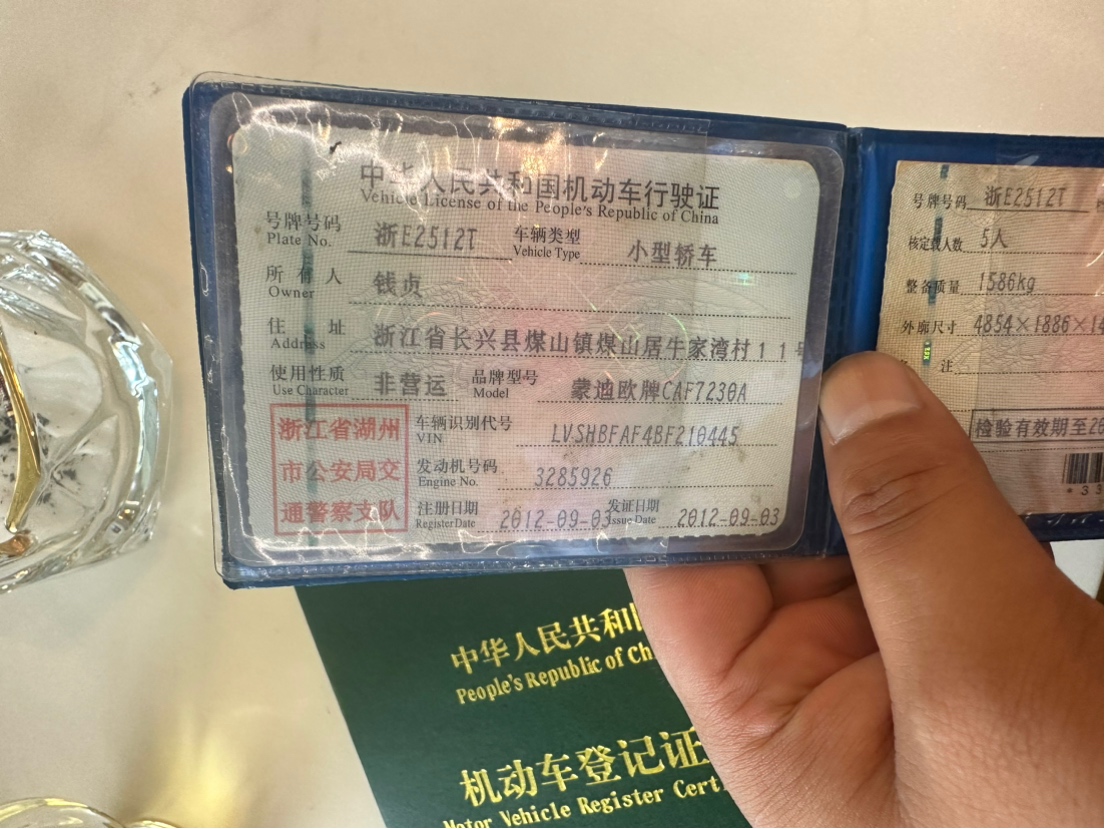 中华人民共和国机动车行驶证
Vehicle License of the People's Republic of China
号牌号码 浙E2512T 车辆类型 小型轿车
Plate No. Vehicle Type
所有人 钱贞
Owner
住址 浙江省长兴县煤山镇煤山居牛家湾村11号
Address
使用性质 非营运 品牌型号 蒙迪欧牌CAF7230A
Use Character Model
浙江省湖州
市公安局交
通警察支队
车辆识别代号 LVSHBFAF4BF210445
VIN
发动机号码 3285926
Engine No.
注册日期 2012-09-03 发证日期 2012-09-03
Register Date Issue Date
号牌号码 浙E2512T
核定载人数 5人
整备质量 1586kg
外廓尺寸 4854×1886×14
注
检验有效期至20
*33
中华人民共和
People's Republic of Ch
机动车登记证
Motor Vehicle Register Cert